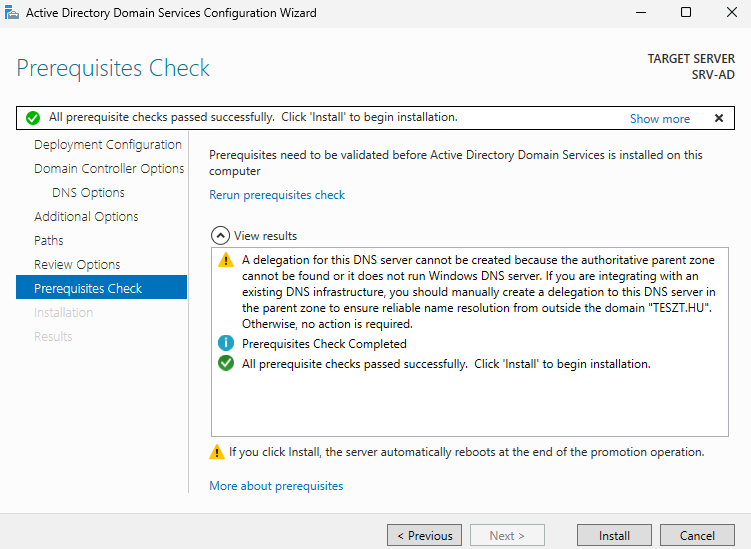 Active Directory Domain Services Configuration Wizard
Prerequisites Check
TARGET SERVER
SRV-AD
All prerequisite checks passed successfully.  Click 'Install' to begin installation.
Show more
Deployment Configuration
Domain Controller Options
DNS Options
Additional Options
Paths
Review Options
Prerequisites Check
Installation
Results
Prerequisites need to be validated before Active Directory Domain Services is installed on this
computer
Rerun prerequisites check
View results
A delegation for this DNS server cannot be created because the authoritative parent zone
cannot be found or it does not run Windows DNS server. If you are integrating with an
existing DNS infrastructure, you should manually create a delegation to this DNS server in
the parent zone to ensure reliable name resolution from outside the domain "TESZT.HU".
Otherwise, no action is required.
Prerequisites Check Completed
All prerequisite checks passed successfully.  Click 'Install' to begin installation.
If you click Install, the server automatically reboots at the end of the promotion operation.
More about prerequisites
< Previous
Next >
Install
Cancel